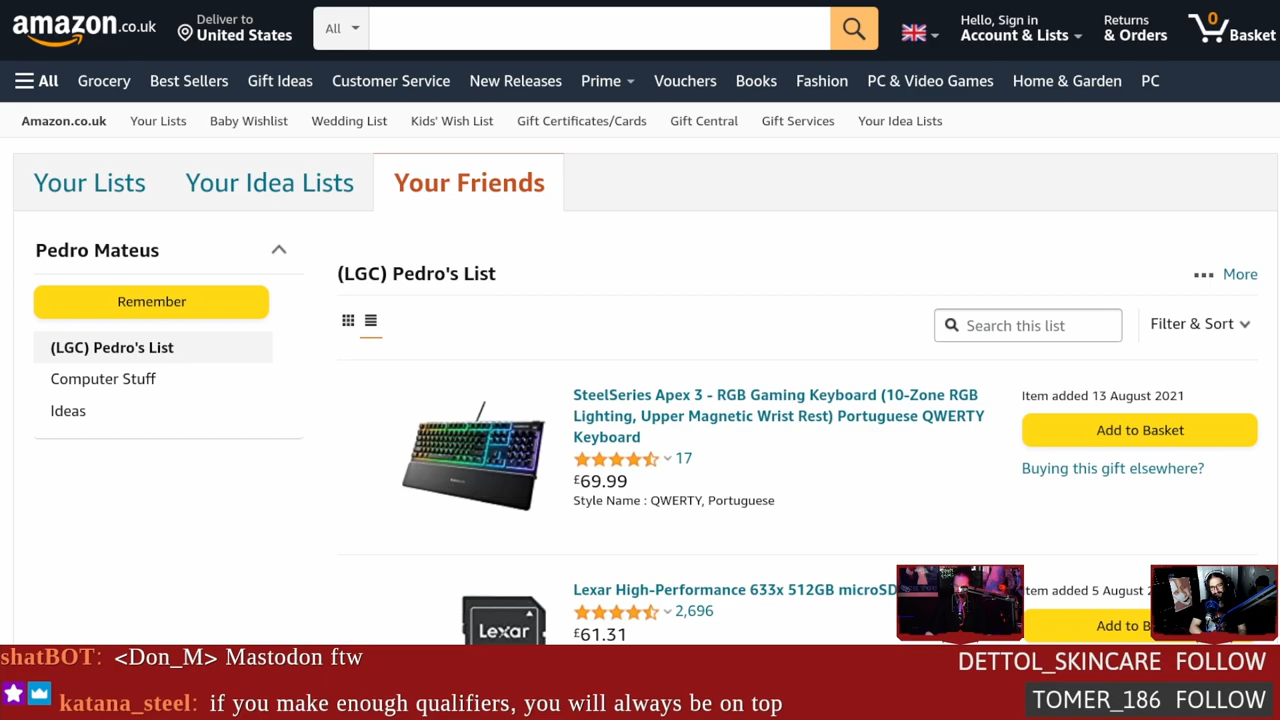 amazon.co.uk
Deliver to
United States
All
0
Hello, Sign in
Account & Lists
Returns
& Orders
Basket
All Grocery Best Sellers Gift Ideas Customer Service New Releases Prime Vouchers Books Fashion PC & Video Games Home & Garden PC
Amazon.co.uk Your Lists Baby Wishlist Wedding List Kids' Wish List Gift Certificates/Cards Gift Central Gift Services Your Idea Lists
Your Lists Your Idea Lists Your Friends
Pedro Mateus
Remember
(LGC) Pedro's List
Computer Stuff
Ideas
(LGC) Pedro's List
More
Search this list
Filter & Sort
SteelSeries Apex 3 - RGB Gaming Keyboard (10-Zone RGB
Lighting, Upper Magnetic Wrist Rest) Portuguese QWERTY
Keyboard
17
£69.99
Style Name : QWERTY, Portuguese
Item added 13 August 2021
Add to Basket
Buying this gift elsewhere?
Lexar
Lexar High-Performance 633x 512GB microSD
2,696
£61.31
Item added 5 August 2
Add to B
shatBOT: <Don_M> Mastodon ftw
katana_steel: if you make enough qualifiers, you will always be on top
DETTOL_SKINCARE FOLLOW
TOMER_186 FOLLOW